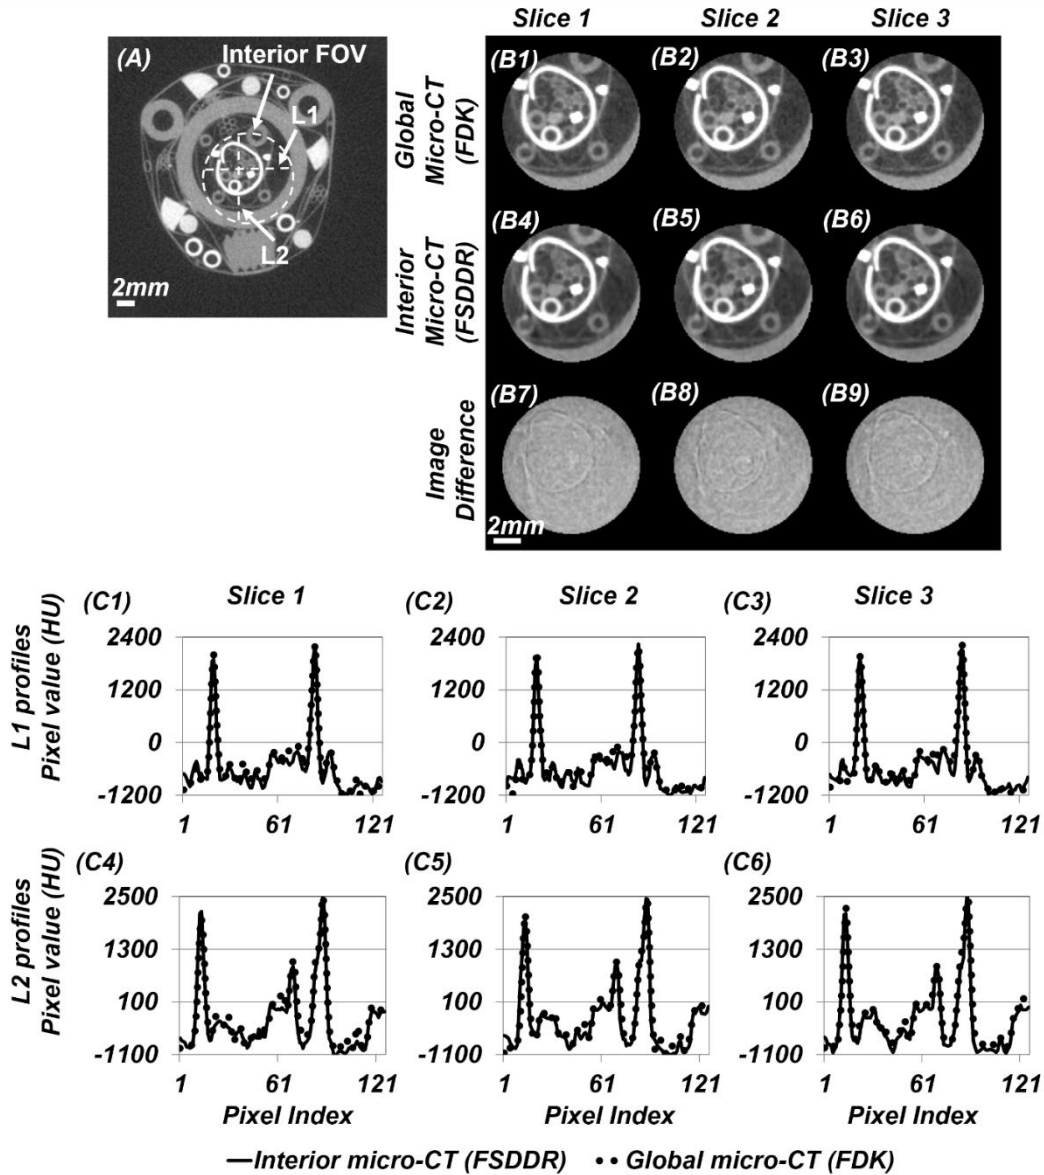 Slice 1 Slice 2 Slice 3
(A)
Interior FOV
L1
L2
2mm
Global
Micro-CT
(FDK)
(B1) (B2) (B3)
Interior
Micro-CT
(FSDDR)
(B4) (B5) (B6)
Image
Difference
(B7) (B8) (B9)
2mm
(C1) Slice 1 (C2) Slice 2 (C3) Slice 3
L1 profiles
Pixel value (HU)
2400 2400 2400
1200 1200 1200
0 0 0
-1200 -1200 -1200
1 61 121 1 61 121 1 61 121
(C4) (C5) (C6)
L2 profiles
Pixel value (HU)
2500 2500 2500
1300 1300 1300
100 100 100
-1100 -1100 -1100
1 61 121 1 61 121 1 61 121
Pixel Index Pixel Index Pixel Index
Interior micro-CT (FSDDR) Global micro-CT (FDK)